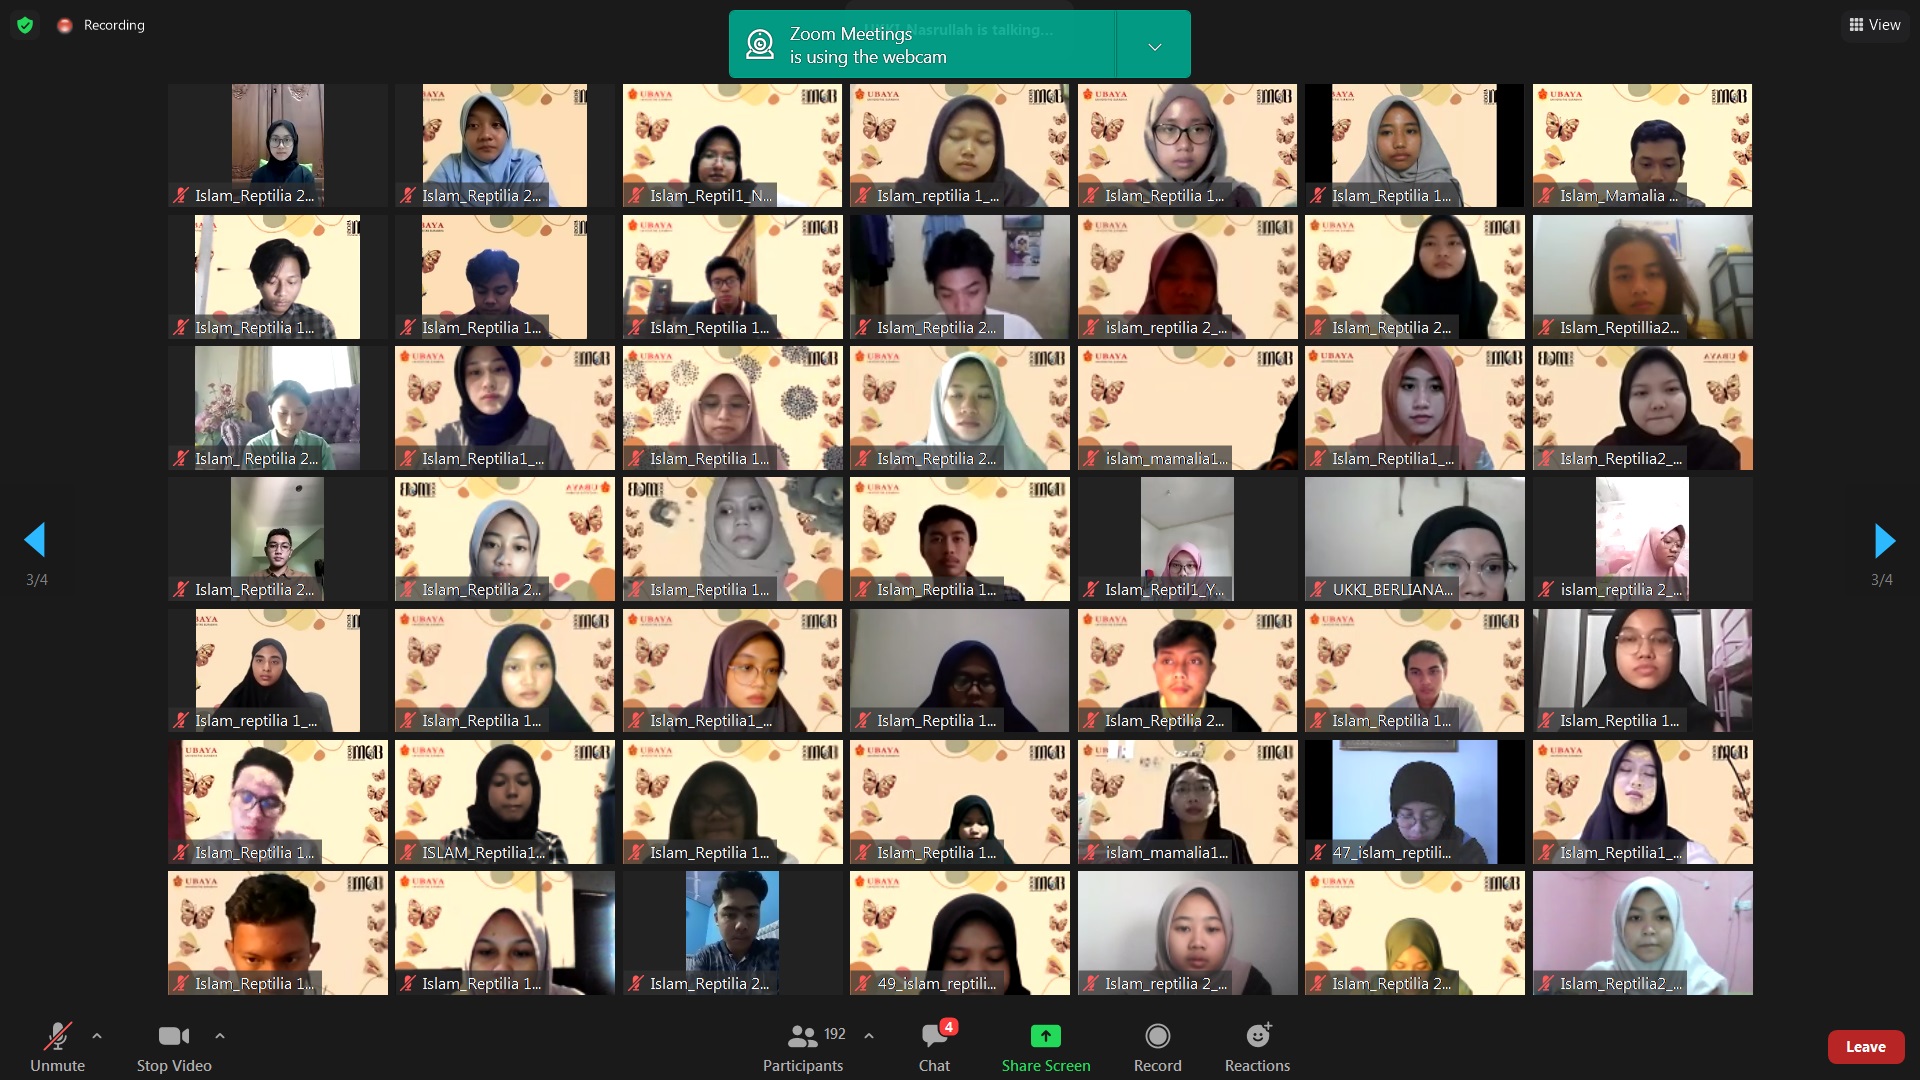 Recording
Zoom Meetings
is using the webcam
Nasrullah is talking...
View
Islam_Reptilia 2...
Islam_Reptilia 2...
Islam_Reptil1_N...
Islam_reptilia 1_...
Islam_Reptilia 1...
Islam_Reptilia 1...
Islam_Mamalia ...
Islam_Reptilia 1...
Islam_Reptilia 1...
Islam_Reptilia 1...
Islam_Reptilia 2...
islam_reptilia 2_...
Islam_Reptilia 2...
Islam_Reptillia2...
Islam_ Reptilia 2...
Islam_Reptilia1_...
Islam_Reptilia 1...
Islam_Reptilia 2...
islam_mamalia1...
Islam_Reptilia1_...
Islam_Reptilia2_...
3/4
Islam_Reptilia 2...
Islam_Reptilia 2...
Islam_Reptilia 1...
Islam_Reptilia 1...
Islam_Reptil1_Y...
UKKI_BERLIANA...
islam_reptilia 2_...
3/4
Islam_reptilia 1_...
Islam_Reptilia 1...
Islam_Reptilia1_...
Islam_Reptilia 1...
Islam_Reptilia 2...
Islam_Reptilia 1...
Islam_Reptilia 1...
Islam_Reptilia 1...
ISLAM_Reptilia1...
Islam_Reptilia 1...
Islam_Reptilia 1...
islam_mamalia1...
47_islam_reptili...
Islam_Reptilia1_...
Islam_Reptilia 1...
Islam_Reptilia 1...
Islam_Reptilia 2...
49_islam_reptili...
Islam_reptilia 2_...
Islam_Reptilia 2...
Islam_Reptilia2_...
UBAYA
MOB
Unmute
Stop Video
192
Participants
4
Chat
Share Screen
Record
Reactions
Leave